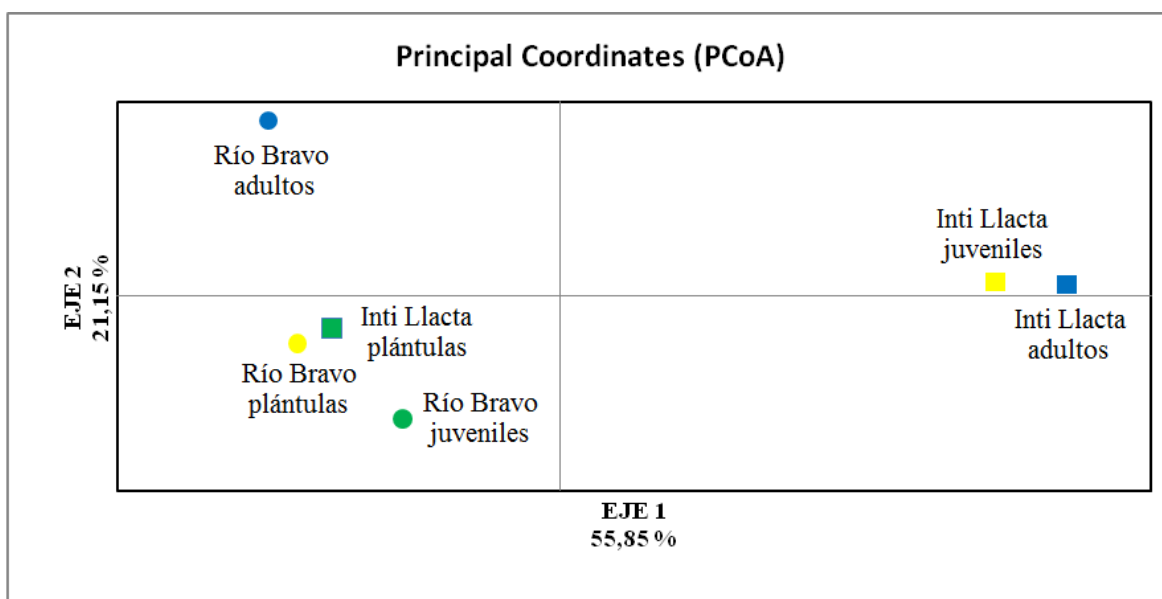 Principal Coordinates (PCoA)
Río Bravo
adultos
Inti Llacta
juveniles
EJE 2
21,15 %
Inti Llacta
plántulas
Inti Llacta
adultos
Río Bravo
plántulas
Río Bravo
juveniles
EJE 1
55,85 %